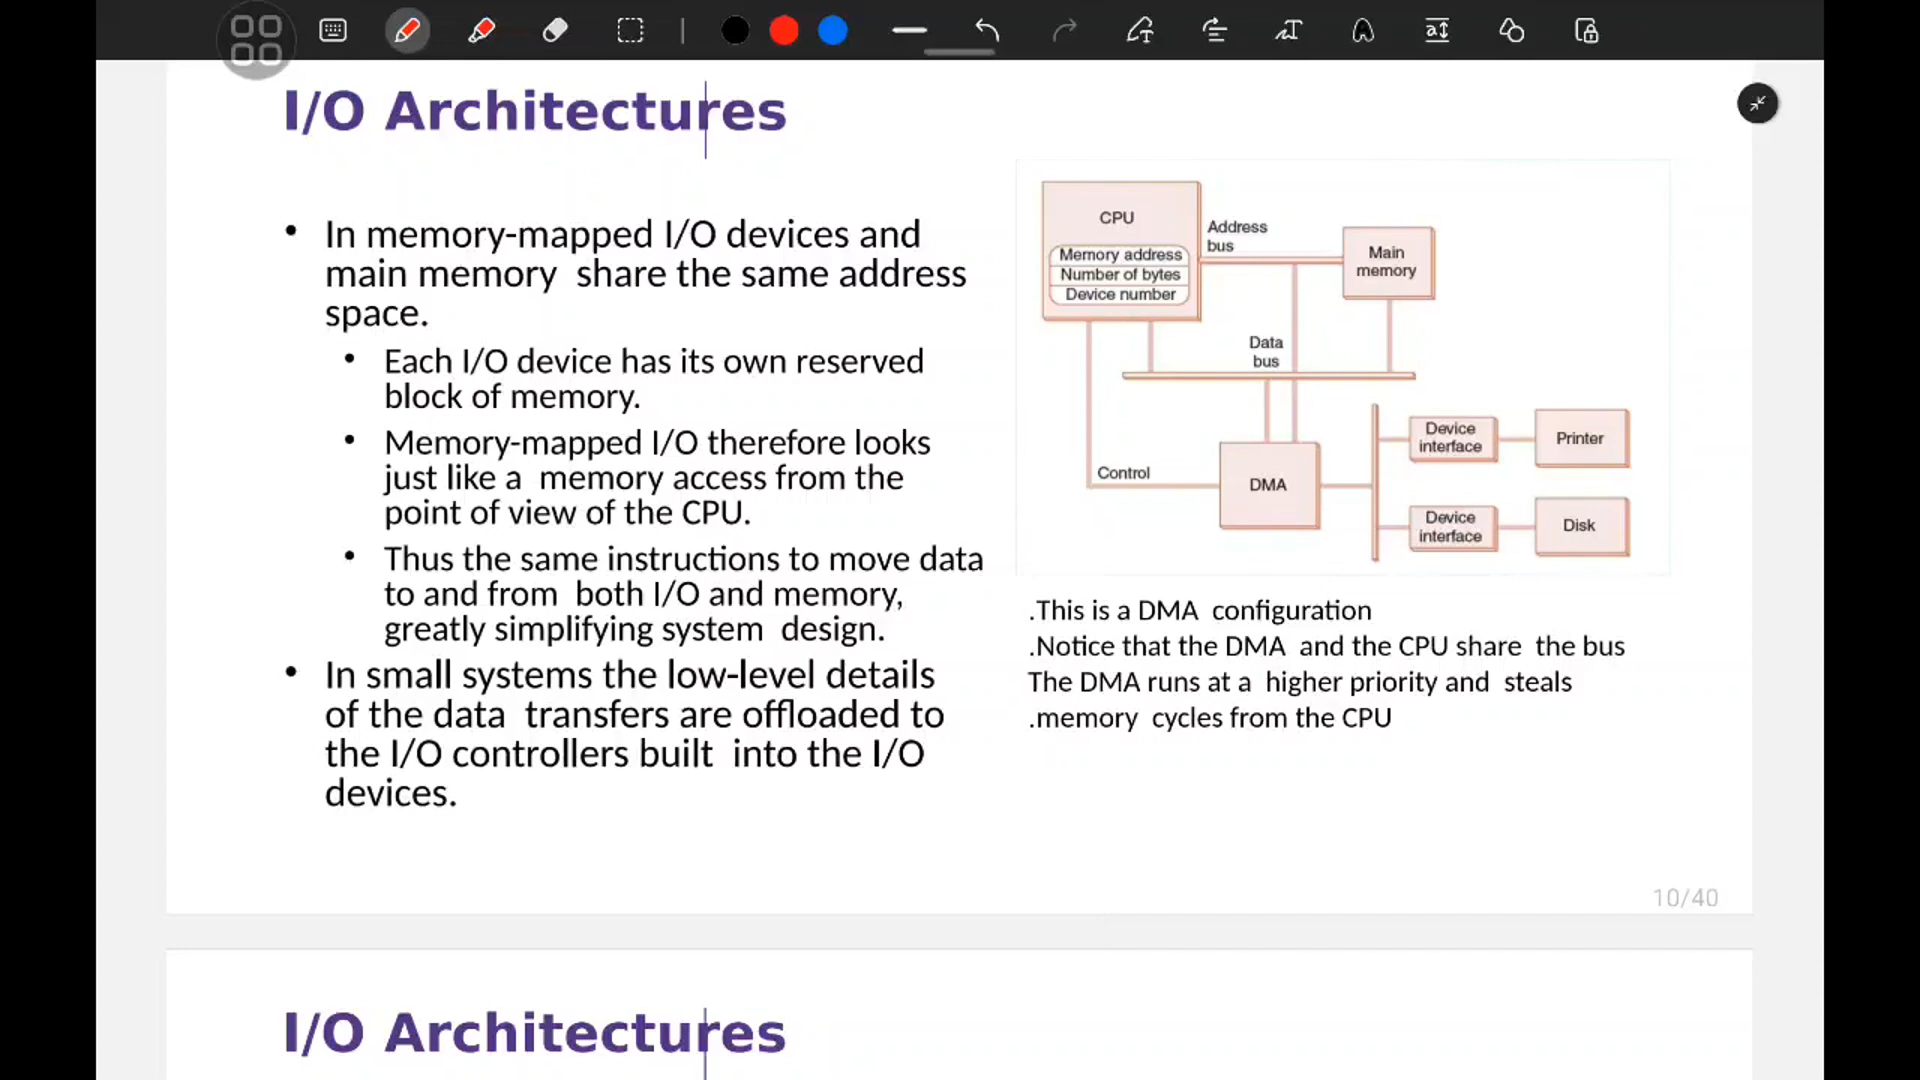 I/O Architectures
• In memory-mapped I/O devices and
main memory share the same address
space.
• Each I/O device has its own reserved
block of memory.
• Memory-mapped I/O therefore looks
just like a memory access from the
point of view of the CPU.
• Thus the same instructions to move data
to and from both I/O and memory,
greatly simplifying system design.
• In small systems the low-level details
of the data transfers are offloaded to
the I/O controllers built into the I/O
devices.
CPU
Memory address
Number of bytes
Device number
Address
bus
Main
memory
Data
bus
Control
DMA
Device
interface
Printer
Device
interface
Disk
.This is a DMA configuration
.Notice that the DMA and the CPU share the bus
The DMA runs at a higher priority and steals
.memory cycles from the CPU
10/40
I/O Architectures